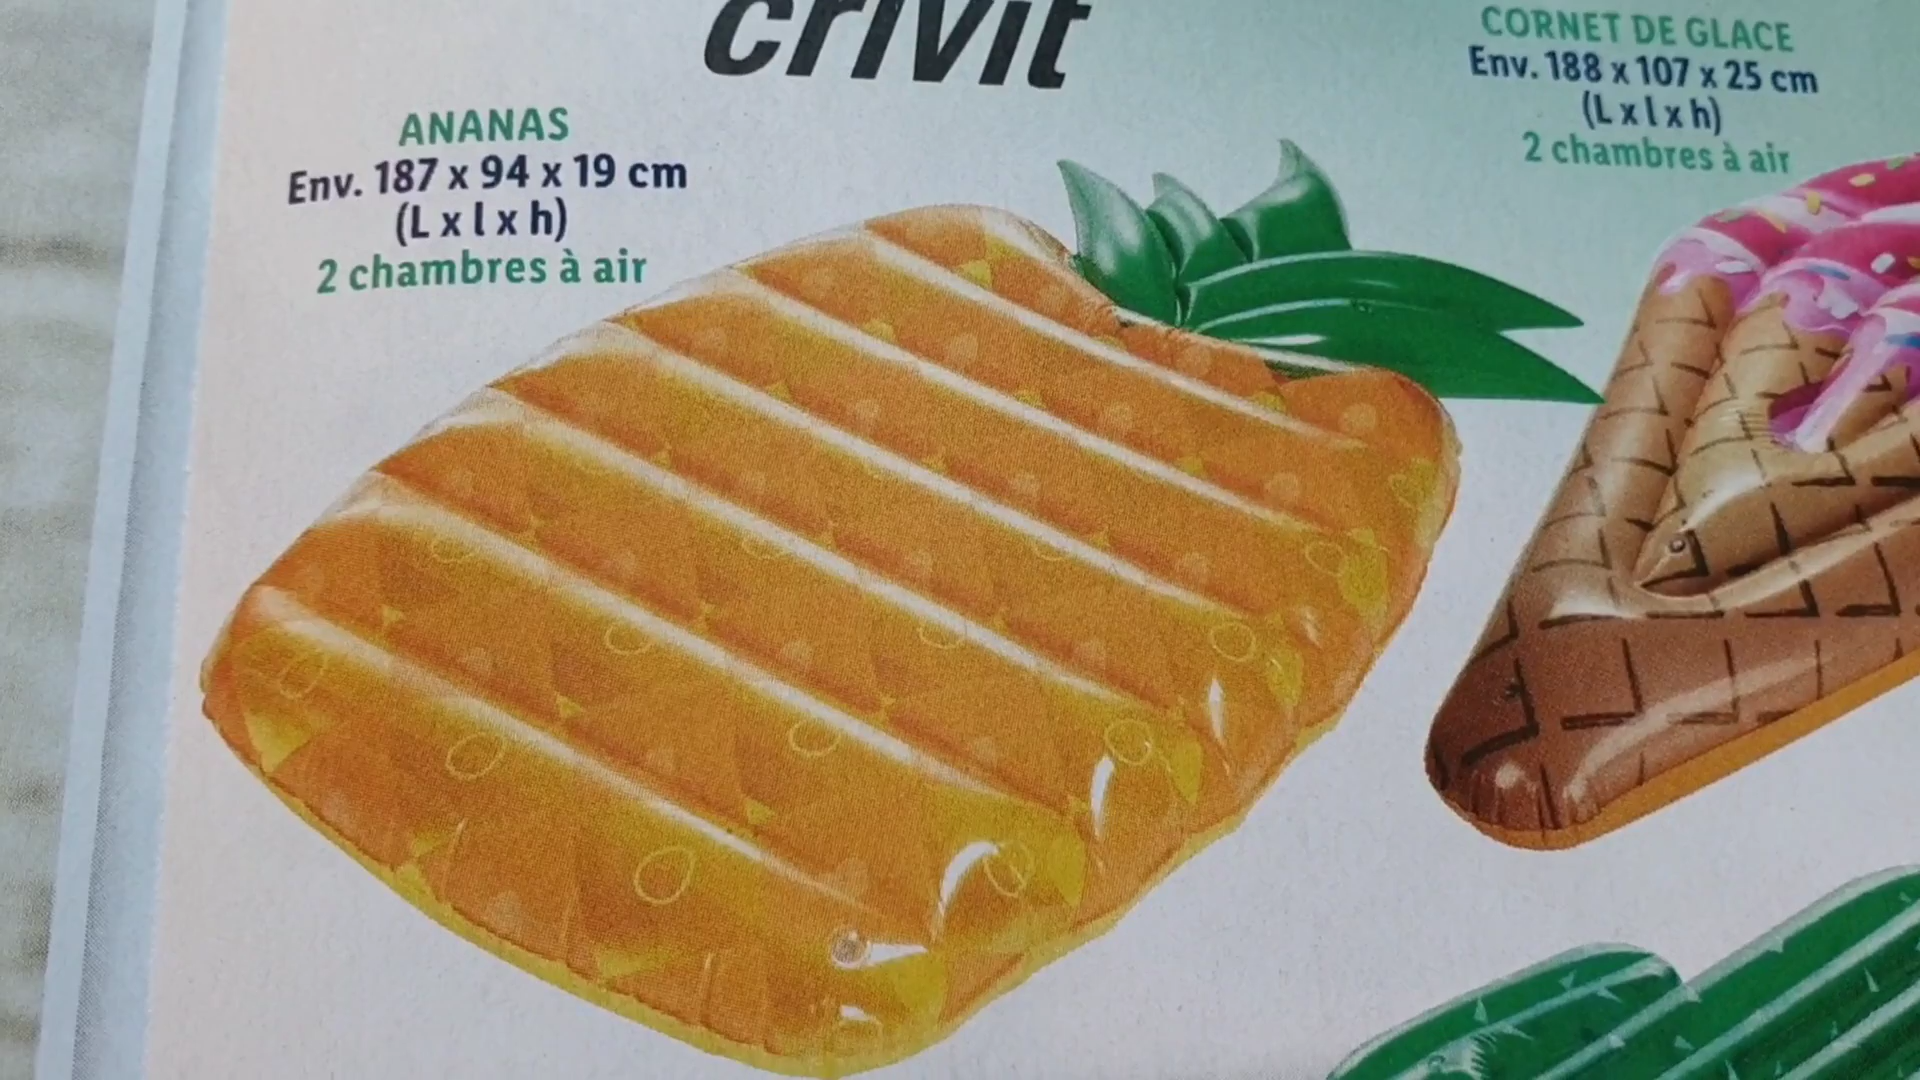 crivit
ANANAS
Env. 187 x 94 x 19 cm
(L x l x h)
2 chambres à air
CORNET DE GLACE
Env. 188 x 107 x 25 cm
(L x l x h)
2 chambres à air